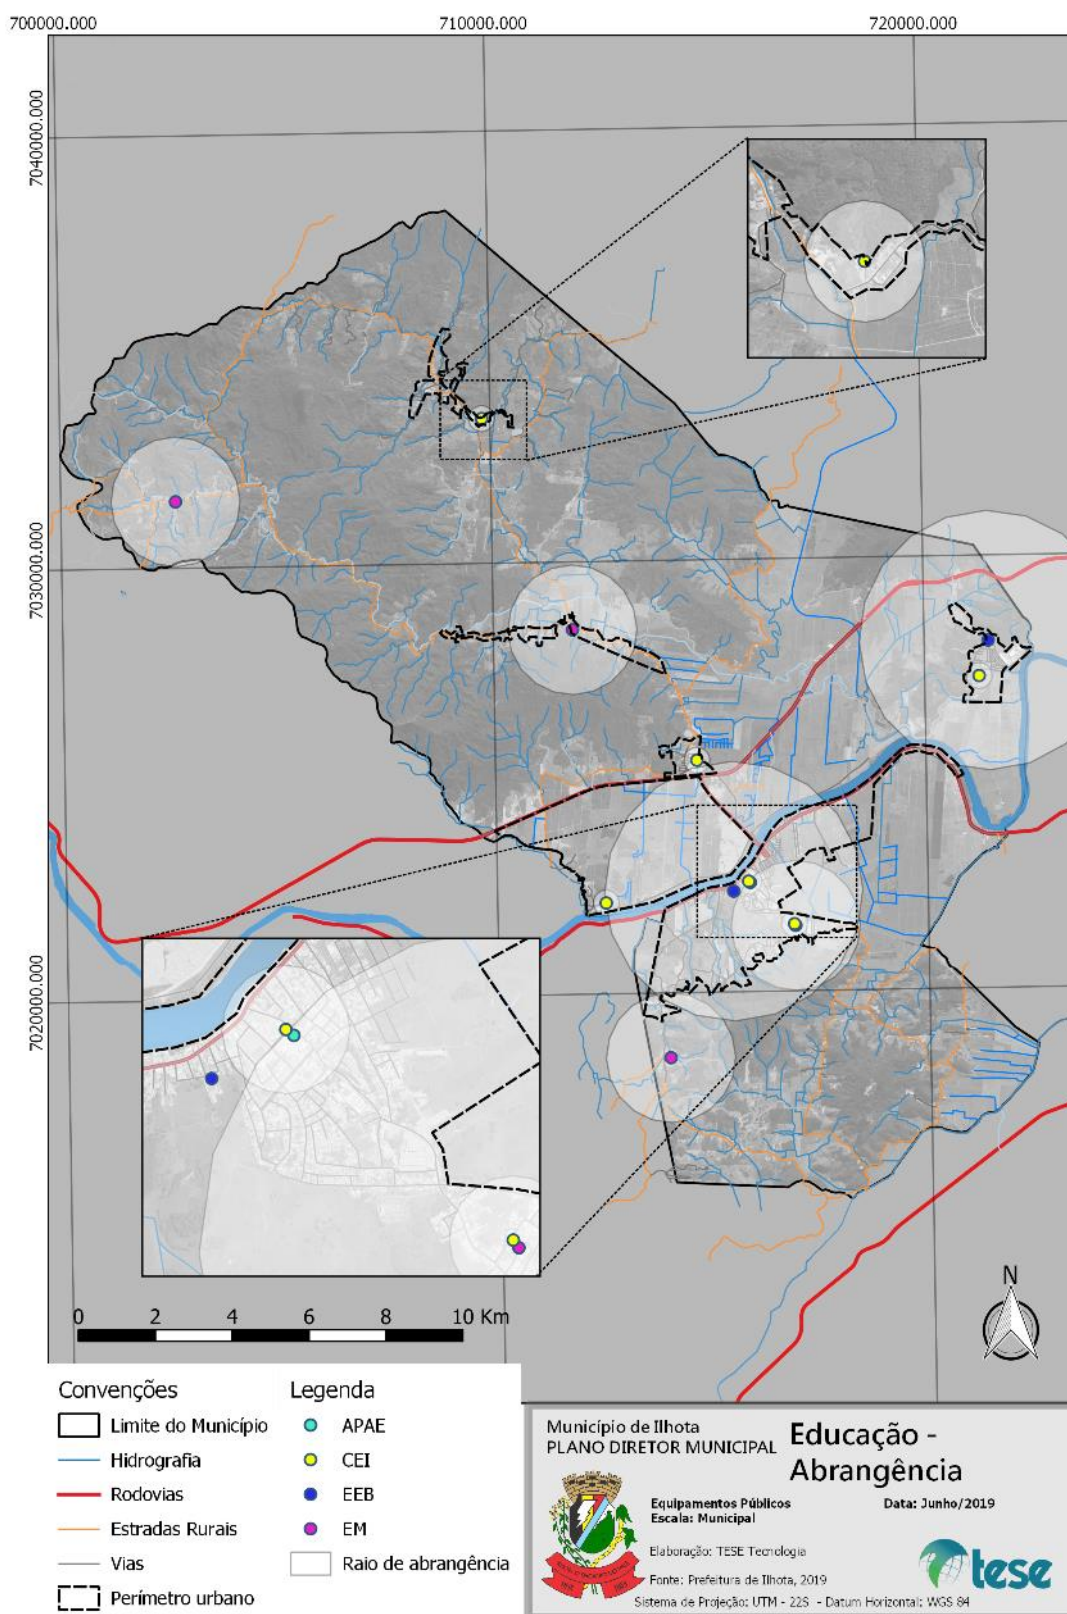 700000.000
710000.000
720000.000
7040000.000
7030000.000
7020000.000
0 2 4 6 8 10 Km
N
Convenções
Limite do Município
Hidrografia
Rodovias
Estradas Rurais
Vias
Perímetro urbano
Legenda
APAE
CEI
EEB
EM
Raio de abrangência
Município de Ilhota
PLANO DIRETOR MUNICIPAL
Educação -
Abrangência
Equipamentos Públicos
Escala: Municipal
Data: Junho/2019
Elaboração: TESE Tecnologia
Fonte: Prefeitura de Ilhota, 2019
Sistema de Projeção: UTM - 22S - Datum Horizontal: WGS 84
tese